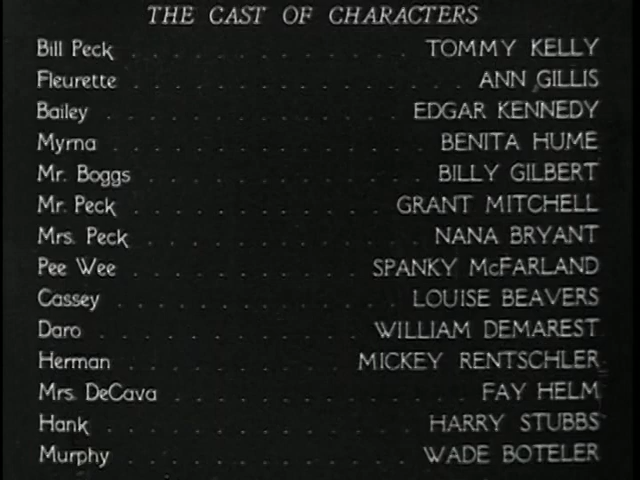 THE CAST OF CHARACTERS
Bill Peck . . . . . . . . . . . . . . . TOMMY KELLY
Fleurette . . . . . . . . . . . . . . . ANN GILLIS
Bailey . . . . . . . . . . . . . . . EDGAR KENNEDY
Myrna . . . . . . . . . . . . . . . BENITA HUME
Mr. Boggs . . . . . . . . . . . . . . . BILLY GILBERT
Mr. Peck . . . . . . . . . . . . . . . GRANT MITCHELL
Mrs. Peck . . . . . . . . . . . . . . . NANA BRYANT
Pee Wee . . . . . . . . . . . . . . . SPANKY McFARLAND
Cassey . . . . . . . . . . . . . . . LOUISE BEAVERS
Daro . . . . . . . . . . . . . . . WILLIAM DEMAREST
Herman . . . . . . . . . . . . . . . MICKEY RENTSCHLER
Mrs. DeCava . . . . . . . . . . . . . . . FAY HELM
Hank . . . . . . . . . . . . . . . HARRY STUBBS
Murphy . . . . . . . . . . . . . . . WADE BOTELER